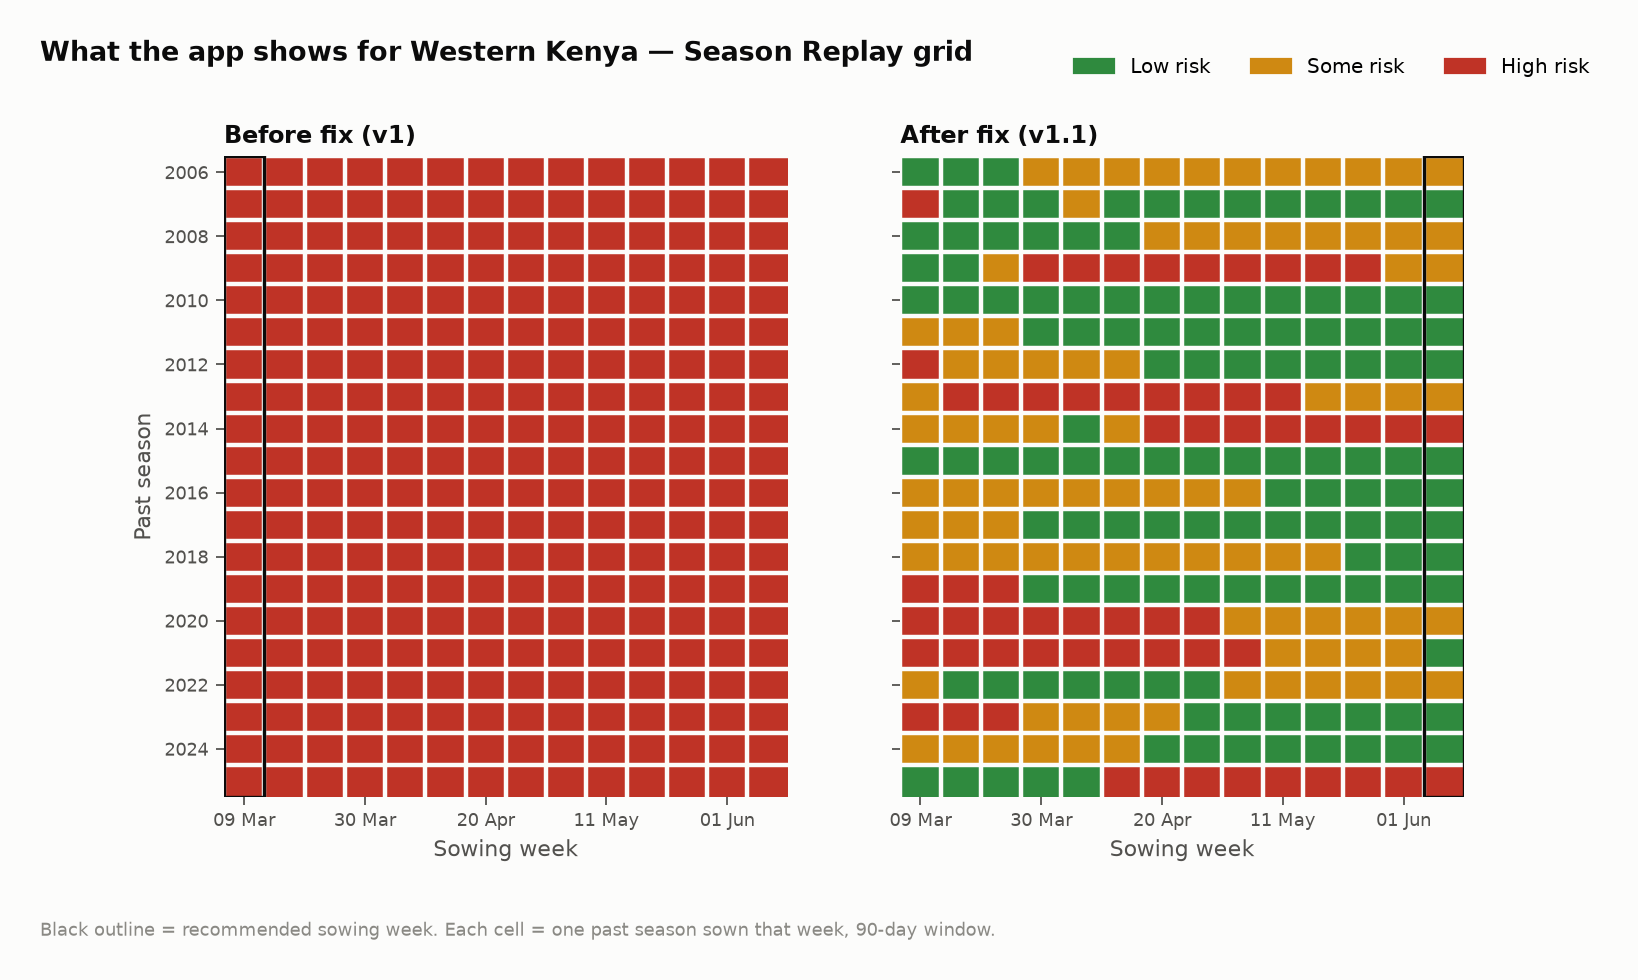 What the app shows for Western Kenya — Season Replay grid
Low risk
Some risk
High risk
Before fix (v1)
After fix (v1.1)
Past season
2006
2008
2010
2012
2014
2016
2018
2020
2022
2024
09 Mar
30 Mar
20 Apr
11 May
01 Jun
Sowing week
09 Mar
30 Mar
20 Apr
11 May
01 Jun
Sowing week
Black outline = recommended sowing week. Each cell = one past season sown that week, 90-day window.